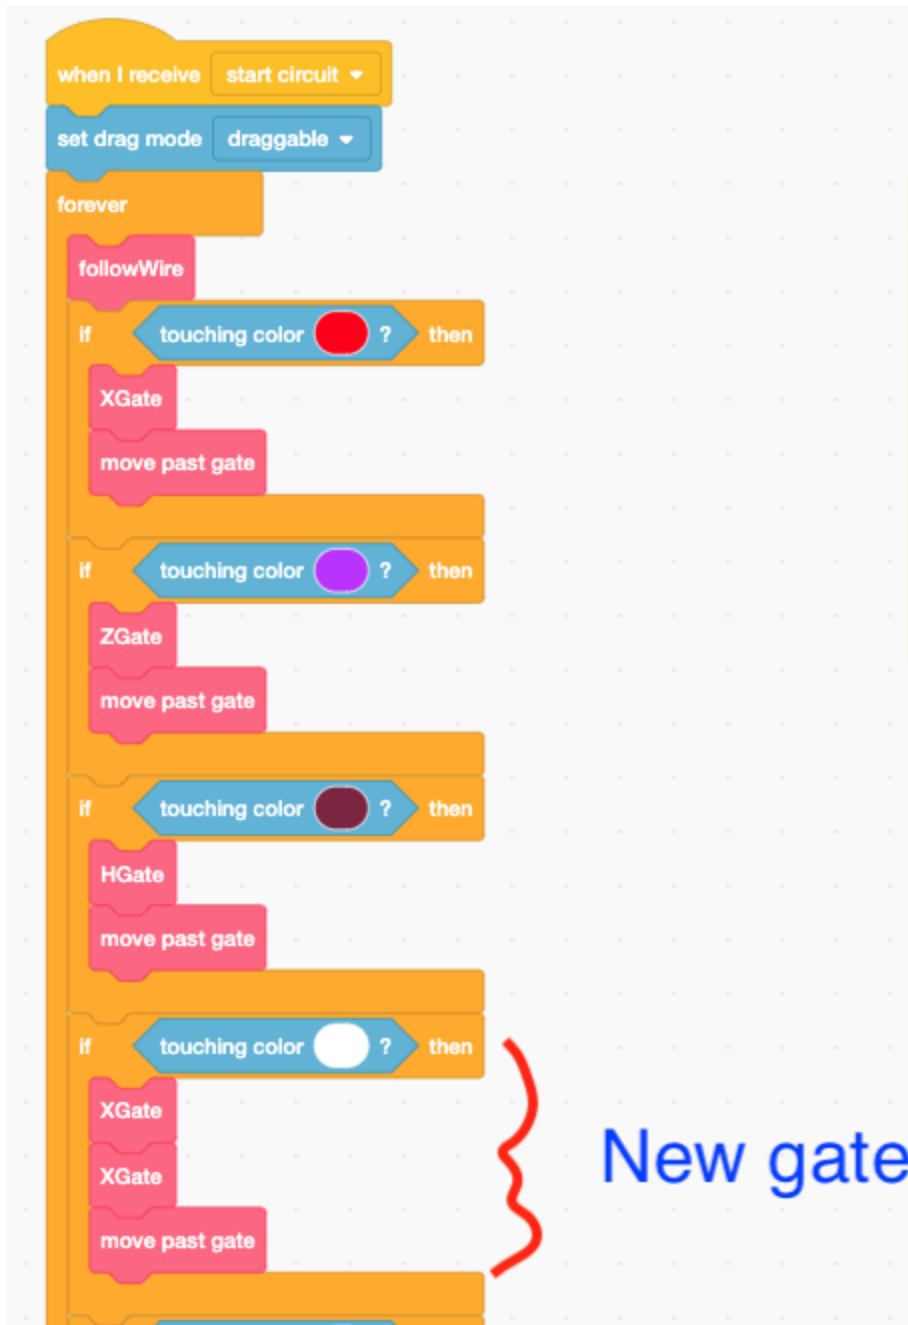 when I receive start circuit
set drag mode draggable
forever
followWire
if touching color ? then
XGate
move past gate
if touching color ? then
ZGate
move past gate
if touching color ? then
HGate
move past gate
if touching color ? then
XGate
XGate
move past gate
New gate